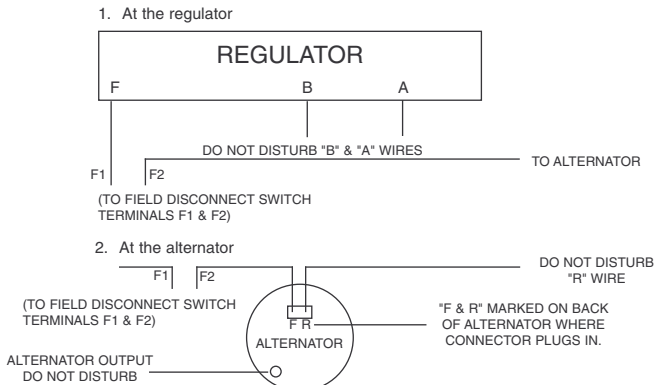 1. At the regulator
REGULATOR
F B A
DO NOT DISTURB "B" & "A" WIRES
TO ALTERNATOR
F1 F2
(TO FIELD DISCONNECT SWITCH
TERMINALS F1 & F2)
2. At the alternator
F1 F2
DO NOT DISTURB
"R" WIRE
(TO FIELD DISCONNECT SWITCH
TERMINALS F1 & F2)
F R
ALTERNATOR
"F & R" MARKED ON BACK
OF ALTERNATOR WHERE
CONNECTOR PLUGS IN.
ALTERNATOR OUTPUT
DO NOT DISTURB